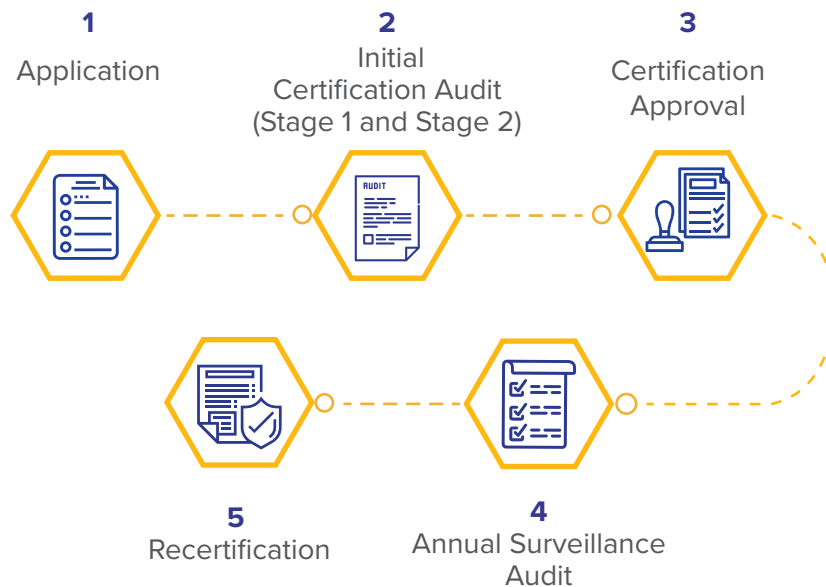 1
Application
2
Initial
Certification Audit
(Stage 1 and Stage 2)
3
Certification
Approval
AUDIT
5
Recertification
4
Annual Surveillance
Audit